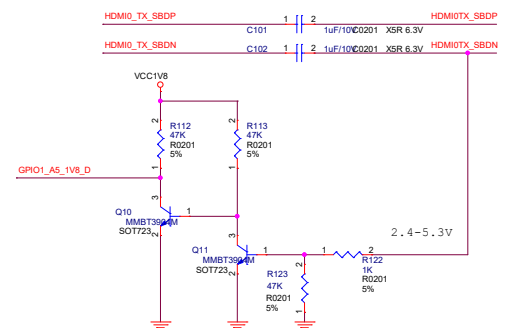 HDMI0_TX_SBDP
1
2
HDMI0TX_SBDP
C101
1uF/10V
C0201
X5R 6.3V
HDMI0_TX_SBDN
1
2
HDMI0TX_SBDN
C102
1uF/10V
C0201
X5R 6.3V
VCC1V8
2
R112
47K
R0201
5%
1
2
R113
47K
R0201
5%
1
GPIO1_A5_1V8_D
3
Q10
1
MMBT3904M
SOT723
2
3
Q11
1
MMBT3904M
SOT723
2
2.4-5.3V
1
2
R122
1K
R0201
5%
2
R123
47K
R0201
5%
1